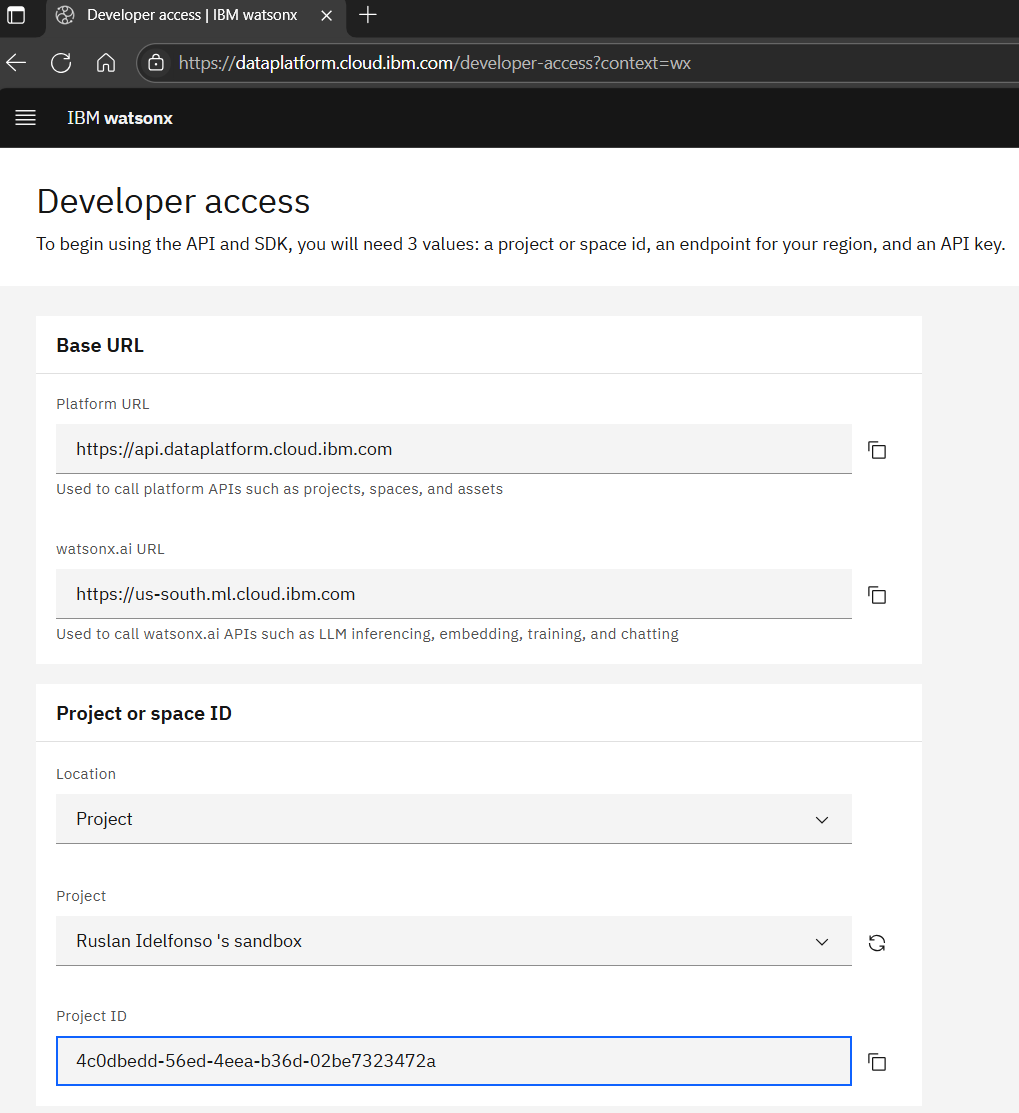 Developer access | IBM watsonx
https://dataplatform.cloud.ibm.com/developer-access?context=wx
IBM watsonx
Developer access
To begin using the API and SDK, you will need 3 values: a project or space id, an endpoint for your region, and an API key.
Base URL
Platform URL
https://api.dataplatform.cloud.ibm.com
Used to call platform APIs such as projects, spaces, and assets
watsonx.ai URL
https://us-south.ml.cloud.ibm.com
Used to call watsonx.ai APIs such as LLM inferencing, embedding, training, and chatting
Project or space ID
Location
Project
Project
Ruslan Idelfonso 's sandbox
Project ID
4c0dbedd-56ed-4eea-b36d-02be7323472a